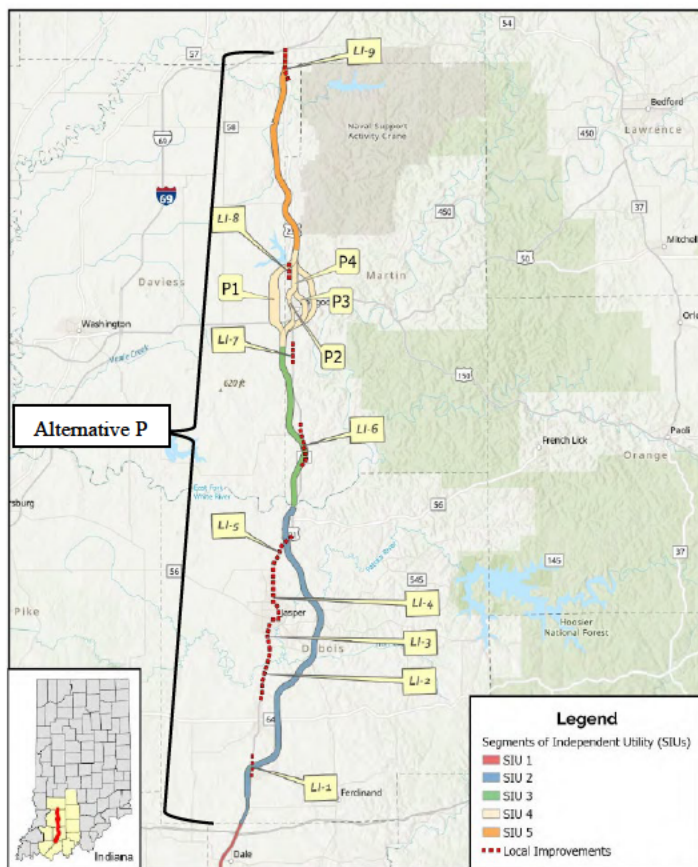 54
57
LI-9
58
Naval Support
Activity Crane
Bedford
450
Lawrence
69
37
69
LI-8
450
Mitchell
50
P4
Daviess
Martin
P1
P3
Washington
P2
LI-7
Veale Creek
620 ft
150
Alternative P
LI-6
Paoli
French Lick
Orange
East Fork
White River
56
LI-5
56
545
145
37
Pike
LI-4
Jasper
Hoosier
National Forest
LI-3
Dubois
LI-2
64
LI-1
Ferdinand
Dale
Indiana
Legend
Segments of Independent Utility (SIUs)
SIU 1
SIU 2
SIU 3
SIU 4
SIU 5
Local Improvements